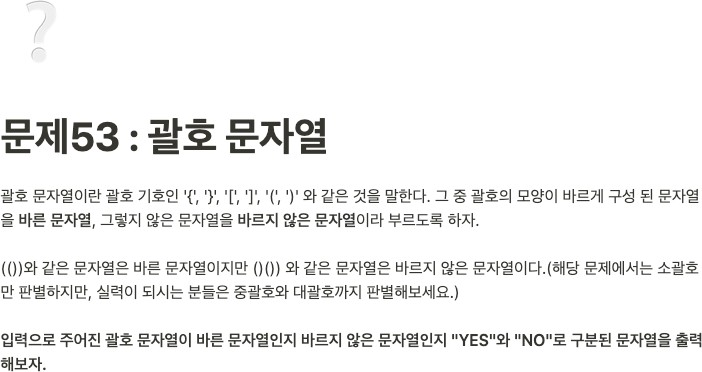 ?
문제53 : 괄호 문자열
괄호 문자열이란 괄호 기호인 '{', '}', '[', ']', '(', ')' 와 같은 것을 말한다. 그 중 괄호의 모양이 바르게 구성 된 문자열
을 바른 문자열, 그렇지 않은 문자열을 바르지 않은 문자열이라 부르도록 하자.
(())와 같은 문자열은 바른 문자열이지만 ()()) 와 같은 문자열은 바르지 않은 문자열이다.(해당 문제에서는 소괄호
만 판별하지만, 실력이 되시는 분들은 중괄호와 대괄호까지 판별해보세요.)
입력으로 주어진 괄호 문자열이 바른 문자열인지 바르지 않은 문자열인지 "YES"와 "NO"로 구분된 문자열을 출력
해보자.